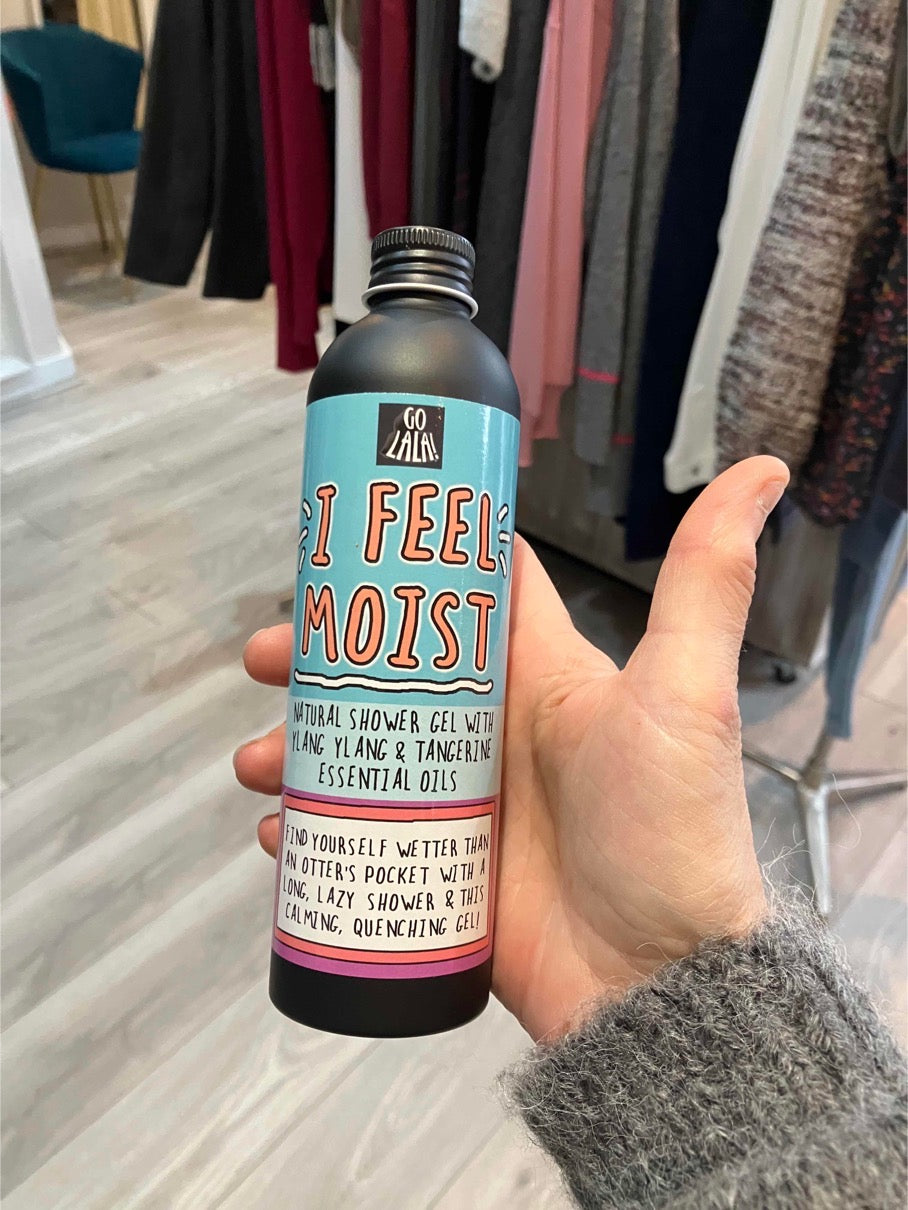 GO
LALA!
I FEEL
MOIST
NATURAL SHOWER GEL WITH
YLANG YLANG & TANGERINE
ESSENTIAL OILS
FIND YOURSELF WETTER THAN
AN OTTER'S POCKET WITH A
LONG, LAZY SHOWER & THIS
CALMING, QUENCHING GEL!